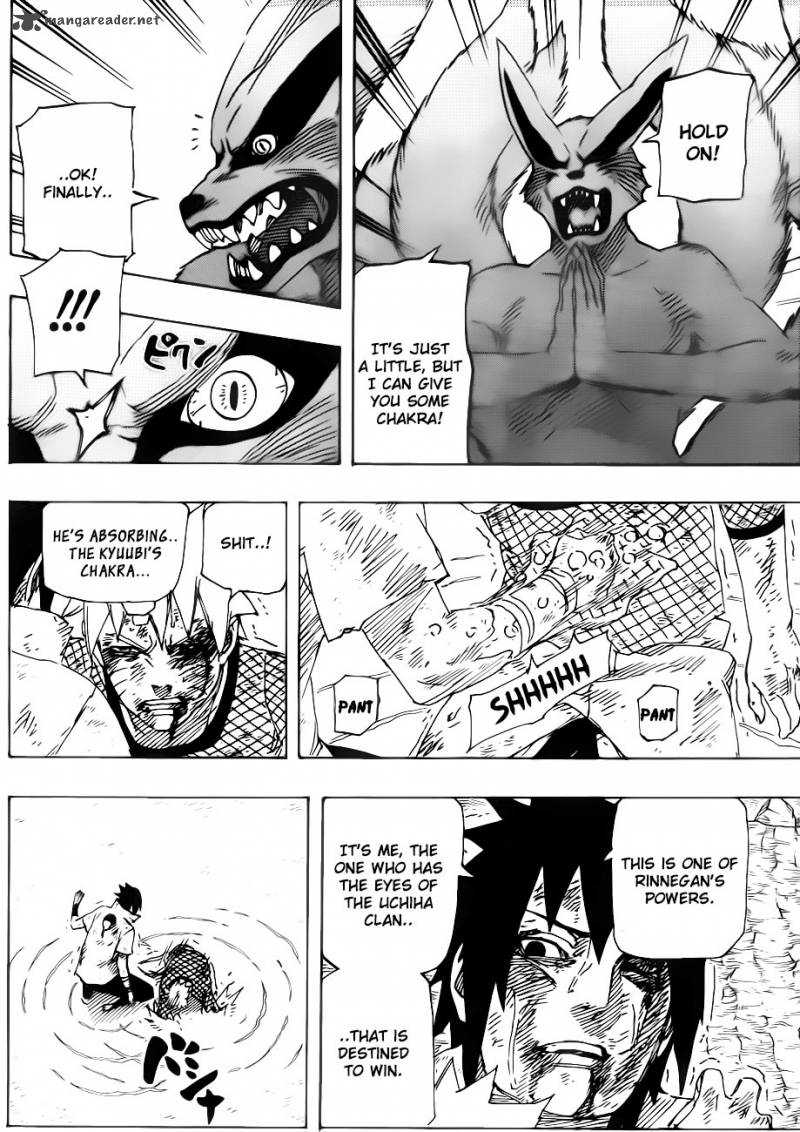 mangareader.net
HOLD
ON!
IT'S JUST
A LITTLE, BUT
I CAN GIVE
YOU SOME
CHAKRA!
..OK!
FINALLY..
!!!
ピクン
PANT
SHHHHH
PANT
SHIT..!
HE'S ABSORBING..
THE KYUUBI'S
CHAKRA...
THIS IS ONE OF
RINNEGAN'S
POWERS.
IT'S ME, THE
ONE WHO HAS
THE EYES OF
THE UCHIHA
CLAN..
..THAT IS
DESTINED TO
WIN.
バシャ